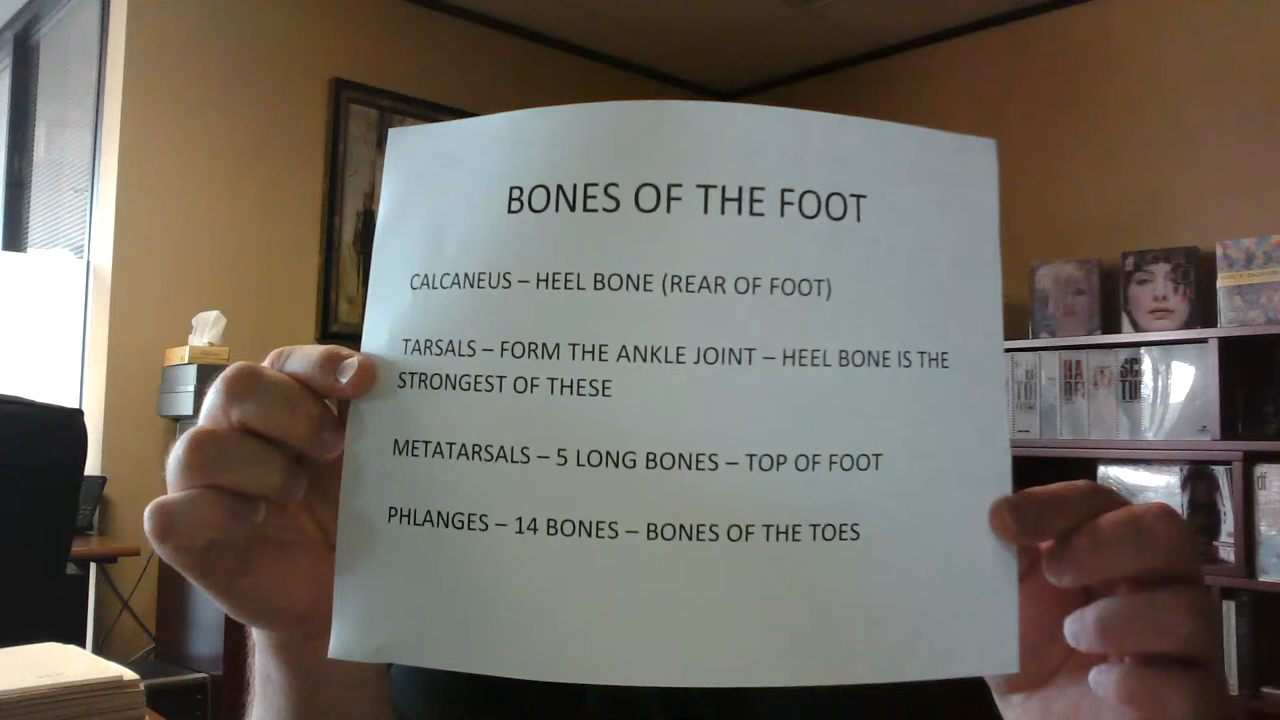 BONES OF THE FOOT
CALCANEUS – HEEL BONE (REAR OF FOOT)
TARSALS – FORM THE ANKLE JOINT – HEEL BONE IS THE
STRONGEST OF THESE
METATARSALS – 5 LONG BONES – TOP OF FOOT
PHLANGES – 14 BONES – BONES OF THE TOES